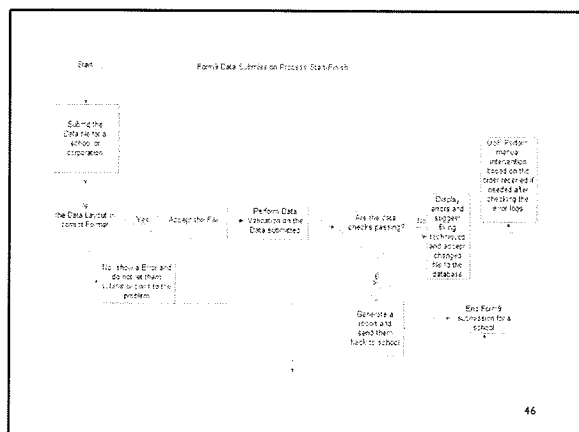 Start
Form9 Data Submission Process Start-Finish
Submit the
Data file for a
school or
corporation
Is
the Data Layout in
correct Format
Yes
Accept the File
Perform Data
Validation on the
Data submitted
Are the data
checks passing?
No
Display
errors and
suggest
fixing
techniques
and accept
changed
file to the
database
Perform
manual
intervention
based on the
order received if
needed after
checking the
error logs
No, show a Error and
do not let them
submit or point to the
problem
Yes
Generate a
report and
send them
back to school
End Form9
submission for a
school
46